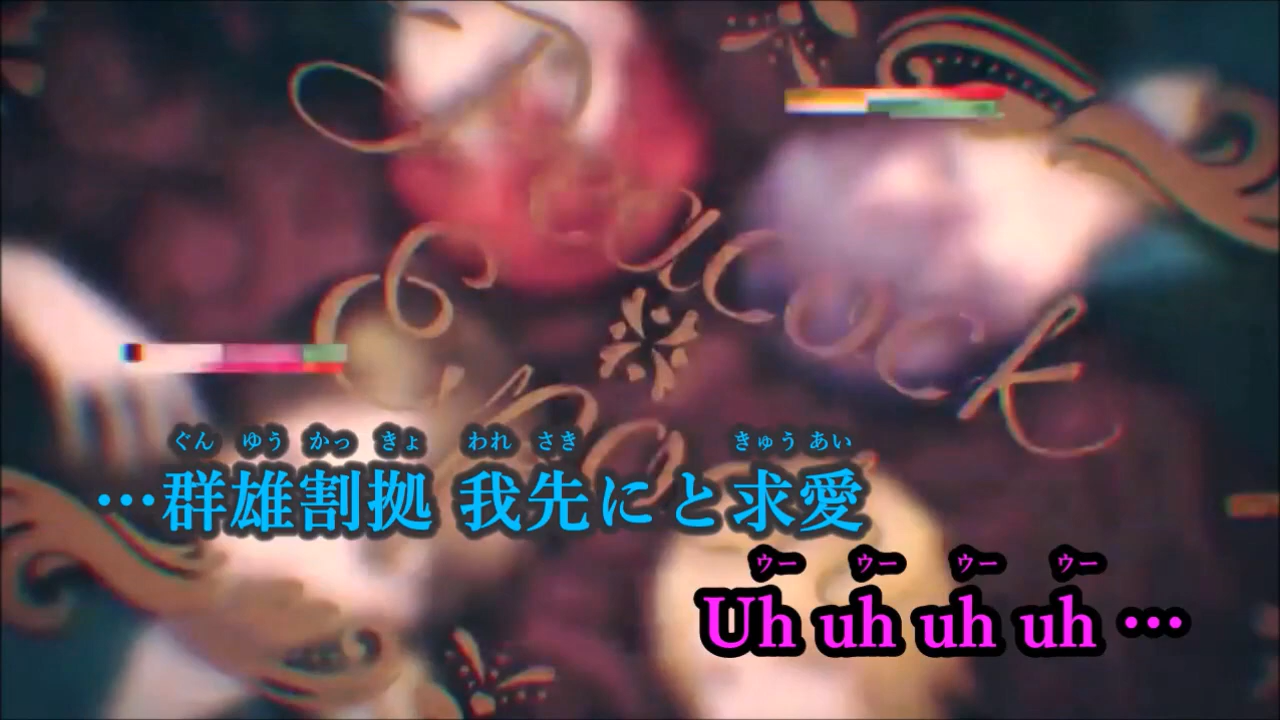 ぐん ゆう かっ きょ われ さき きゅう あい
…群雄割拠 我先にと求愛
ウー ウー ウー ウー
Uh uh uh uh …